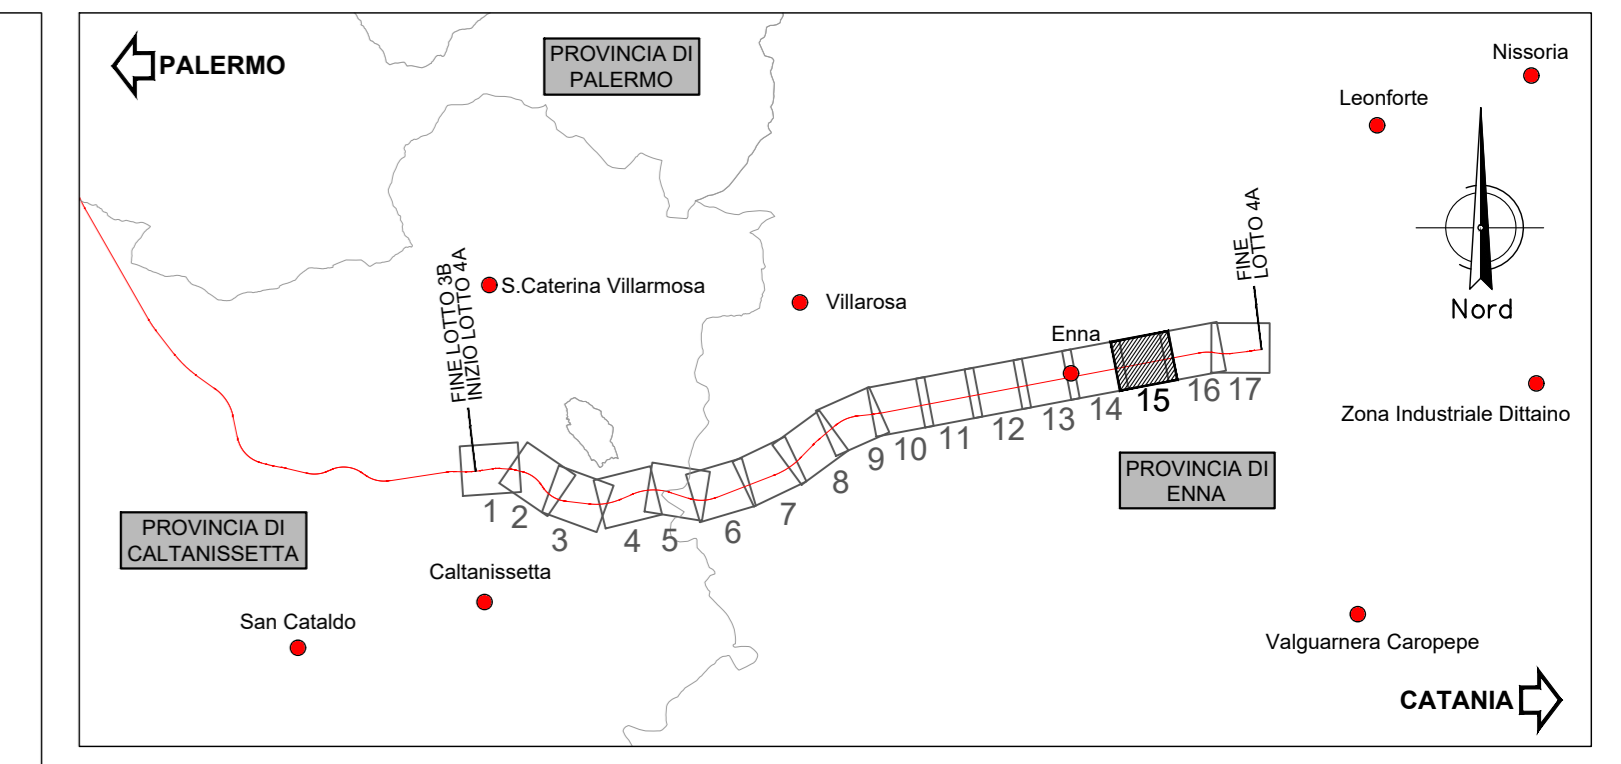 PALERMO
PROVINCIA DI
PALERMO
Nissoria
Leonforte
Nord
FINE LOTTO 3B
INIZIO LOTTO 4A
S.Caterina Villarmosa
Villarosa
Enna
FINE
LOTTO 4A
Zona Industriale Dittaino
1
2
3
4
5
6
7
8
9
10
11
12
13
14
15
16
17
PROVINCIA DI
ENNA
PROVINCIA DI
CALTANISSETTA
Caltanissetta
San Cataldo
Valguarnera Caropepe
CATANIA